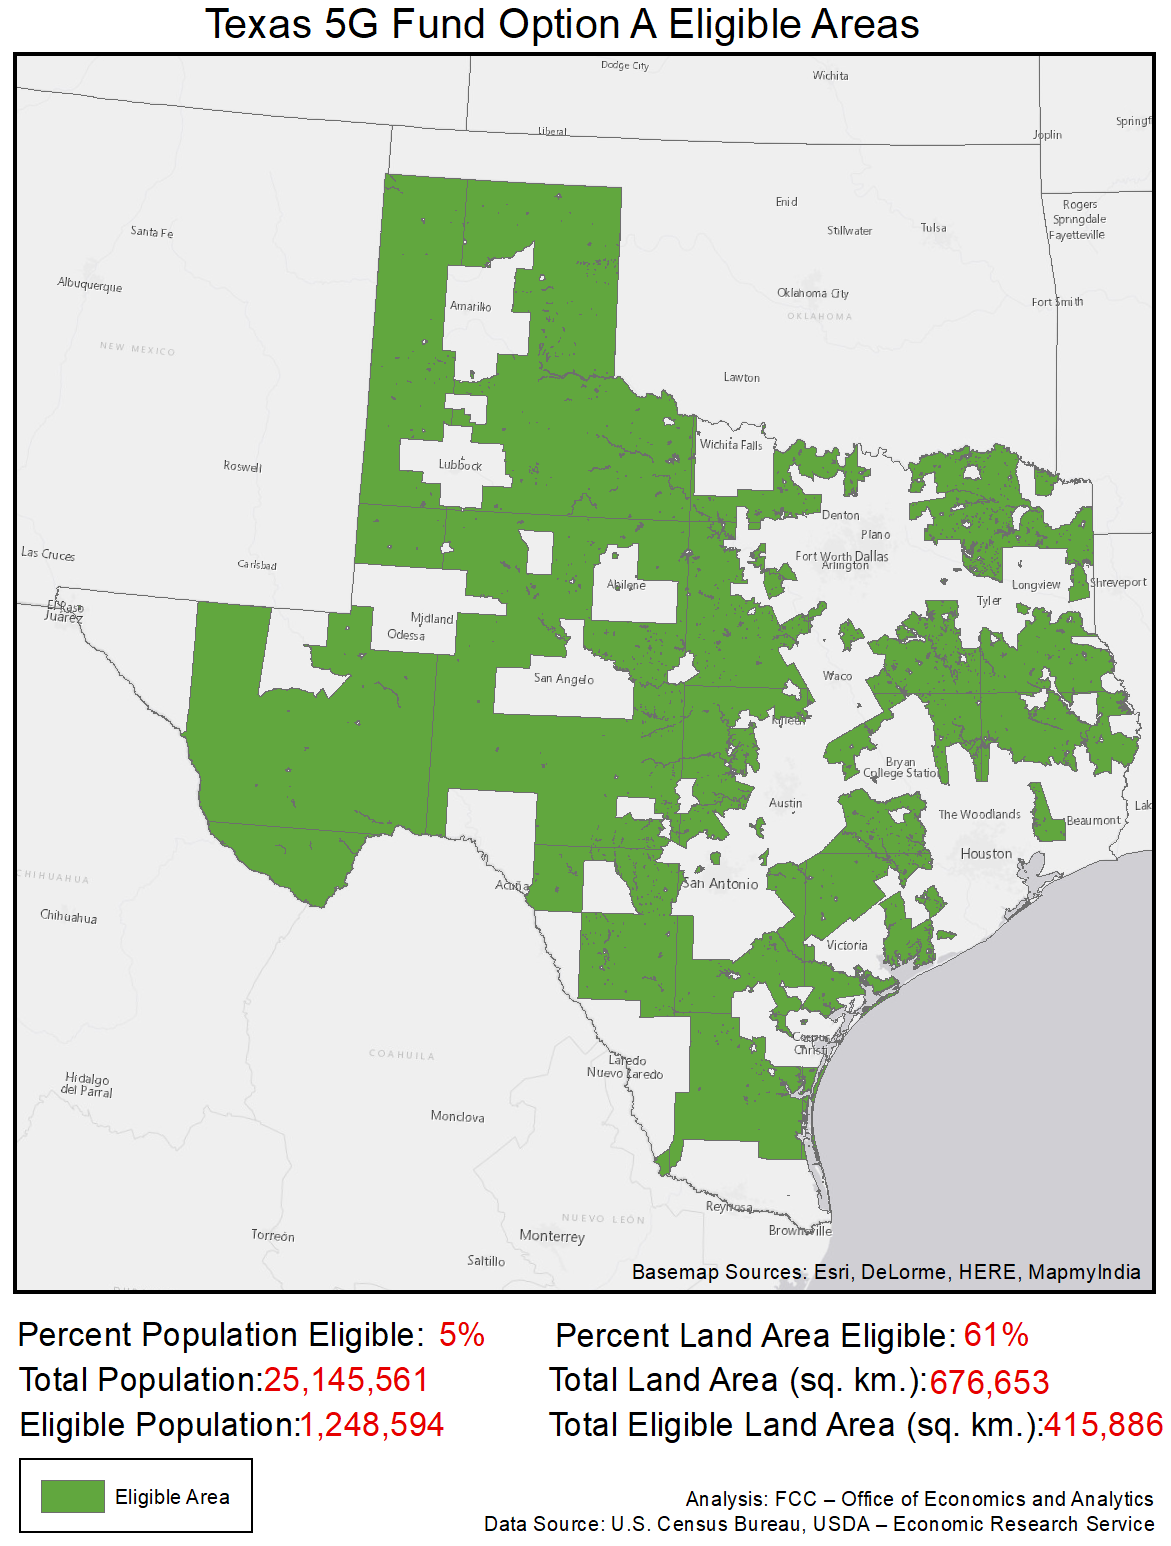 Texas 5G Fund Option A Eligible Areas
Dodge City
Wichita
Springf
Liberal
Joplin
Enid
Rogers
Springdale
Fayetteville
Santa Fe
Stillwater
Tulsa
Albuquerque
Oklahoma City
OKLAHOMA
Fort Smith
Amarillo
NEW MEXICO
Lawton
Wichita Falls
Roswell
Lubbock
Denton
Plano
Las Cruces
Carlsbad
Fort Worth
Dallas
Arlington
Abilene
Longview
Shreveport
El Paso
Juárez
Tyler
Midland
Odessa
San Angelo
Waco
Killeen
Bryan
College Station
Austin
The Woodlands
Lak
Beaumont
Houston
CHIHUAHUA
Acuña
San Antonio
Chihuahua
Victoria
Corpus
Christi
COAHUILA
Laredo
Nuevo Laredo
Hidalgo
del Parral
Monclova
Reynosa
NUEVO LEÓN
Brownsville
Torreón
Monterrey
Saltillo
Basemap Sources: Esri, DeLorme, HERE, MapmyIndia
Percent Population Eligible: 5%
Percent Land Area Eligible: 61%
Total Population:25,145,561
Total Land Area (sq. km.):676,653
Eligible Population:1,248,594
Total Eligible Land Area (sq. km.):415,886
Eligible Area
Analysis: FCC – Office of Economics and Analytics
Data Source: U.S. Census Bureau, USDA – Economic Research Service